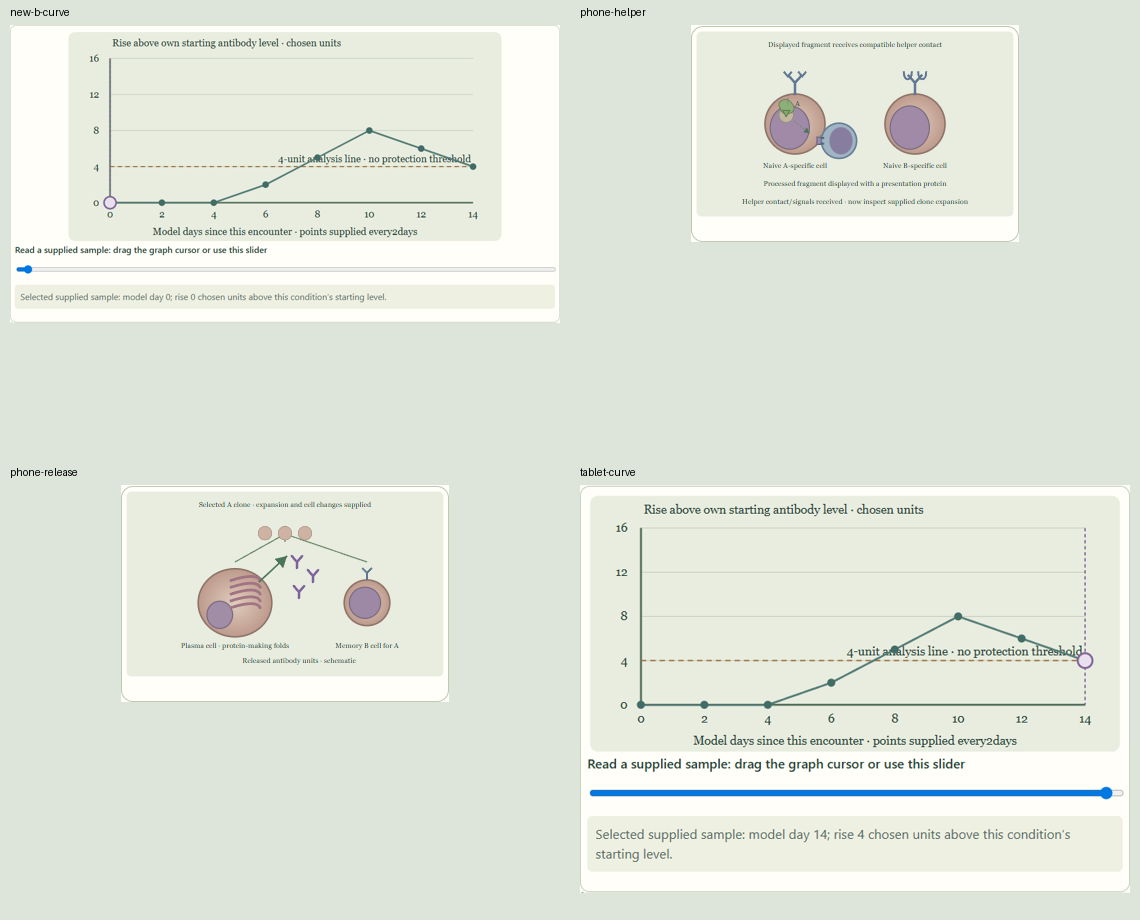 new-b-curve
Rise above own starting antibody level · chosen units
16
12
8
4-unit analysis line · no protection threshold
4
0
0 2 4 6 8 10 12 14
Model days since this encounter · points supplied every2days
Read a supplied sample: drag the graph cursor or use this slider
Selected supplied sample: model day 0; rise 0 chosen units above this condition's starting level.
phone-helper
Displayed fragment receives compatible helper contact
A
Naive A-specific cell
Naive B-specific cell
Processed fragment displayed with a presentation protein
Helper contact/signals received · now inspect supplied clone expansion
phone-release
Selected A clone · expansion and cell changes supplied
Plasma cell · protein-making folds
Memory B cell for A
Released antibody units · schematic
tablet-curve
Rise above own starting antibody level · chosen units
16
12
8
4-unit analysis line · no protection threshold
4
0
0 2 4 6 8 10 12 14
Model days since this encounter · points supplied every2days
Read a supplied sample: drag the graph cursor or use this slider
Selected supplied sample: model day 14; rise 4 chosen units above this condition's
starting level.